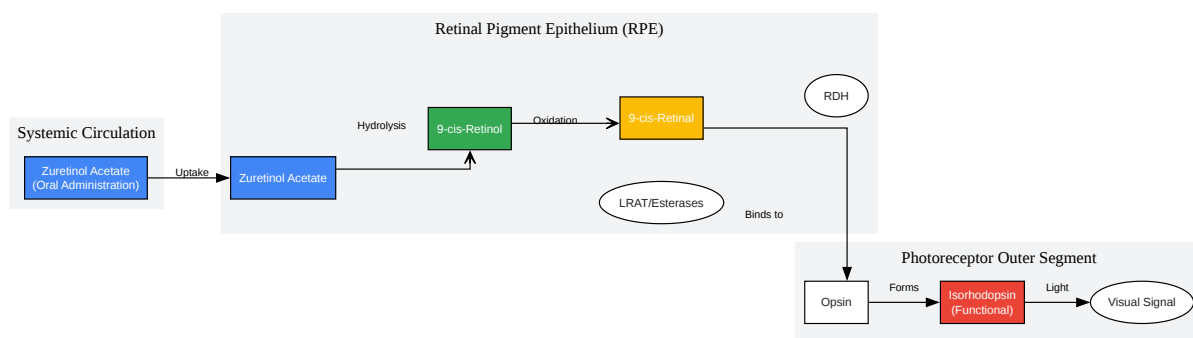 Retinal Pigment Epithelium (RPE)
RDH
Hydrolysis
9-cis-Retinol
Oxidation
9-cis-Retinal
Systemic Circulation
Zuretinol Acetate
(Oral Administration)
Uptake
Zuretinol Acetate
LRAT/Esterases
Binds to
Photoreceptor Outer Segment
Opsin
Forms
Isorhodopsin
(Functional)
Light
Visual Signal